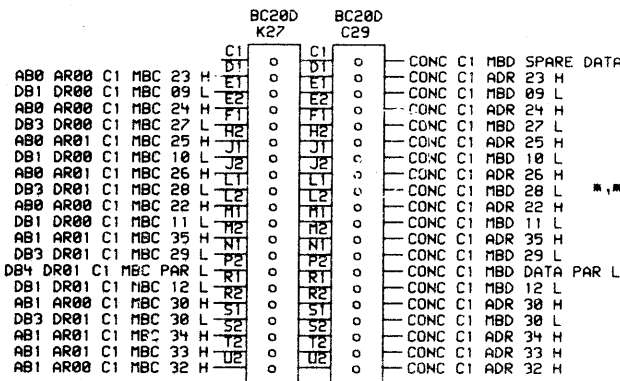 BC20D BC20D
K27 C29
C1 C1 CONC C1 MBD SPARE DATA
AB0 AR00 C1 MBC 23 H D1 D1 CONC C1 ADR 23 H
DB1 DR00 C1 MBC 09 L E1 E1 CONC C1 MBD 09 L
AB0 AR00 C1 MBC 24 H E2 E2 CONC C1 ADR 24 H
DB3 DR00 C1 MBC 27 L F1 F1 CONC C1 MBD 27 L
AB0 AR01 C1 MBC 25 H H2 H2 CONC C1 ADR 25 H
DB1 DR00 C1 MBC 10 L J1 J1 CONC C1 MBD 10 L
AB0 AR01 C1 MBC 26 H J2 J2 CONC C1 ADR 26 H
DB3 DR01 C1 MBC 28 L L1 L1 CONC C1 MBD 28 L *,*
AB0 AR00 C1 MBC 22 H L2 L2 CONC C1 ADR 22 H
DB1 DR00 C1 MBC 11 L M1 M1 CONC C1 MBD 11 L
AB1 AR01 C1 MBC 35 H M2 M2 CONC C1 ADR 35 H
DB3 DR01 C1 MBC 29 L N1 N1 CONC C1 MBD 29 L
DB4 DR01 C1 MBC PAR L P2 P2 CONC C1 MBD DATA PAR L
DB1 DR01 C1 MBC 12 L R1 R1 CONC C1 MBD 12 L
AB1 AR00 C1 MBC 30 H R2 R2 CONC C1 ADR 30 H
DB3 DR01 C1 MBC 30 L S1 S1 CONC C1 MBD 30 L
AB1 AR01 C1 MBC 34 H S2 S2 CONC C1 ADR 34 H
AB1 AR01 C1 MBC 33 H T2 T2 CONC C1 ADR 33 H
AB1 AR00 C1 MBC 32 H U2 U2 CONC C1 ADR 32 H